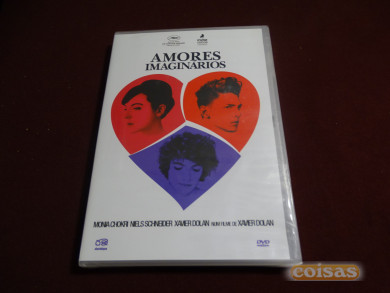 AMORES
IMAGINÁRIOS
MONIA CHOKRI NIELS SCHNEIDER XAVIER DOLAN UM FILME DE XAVIER DOLAN
DVD
coisas